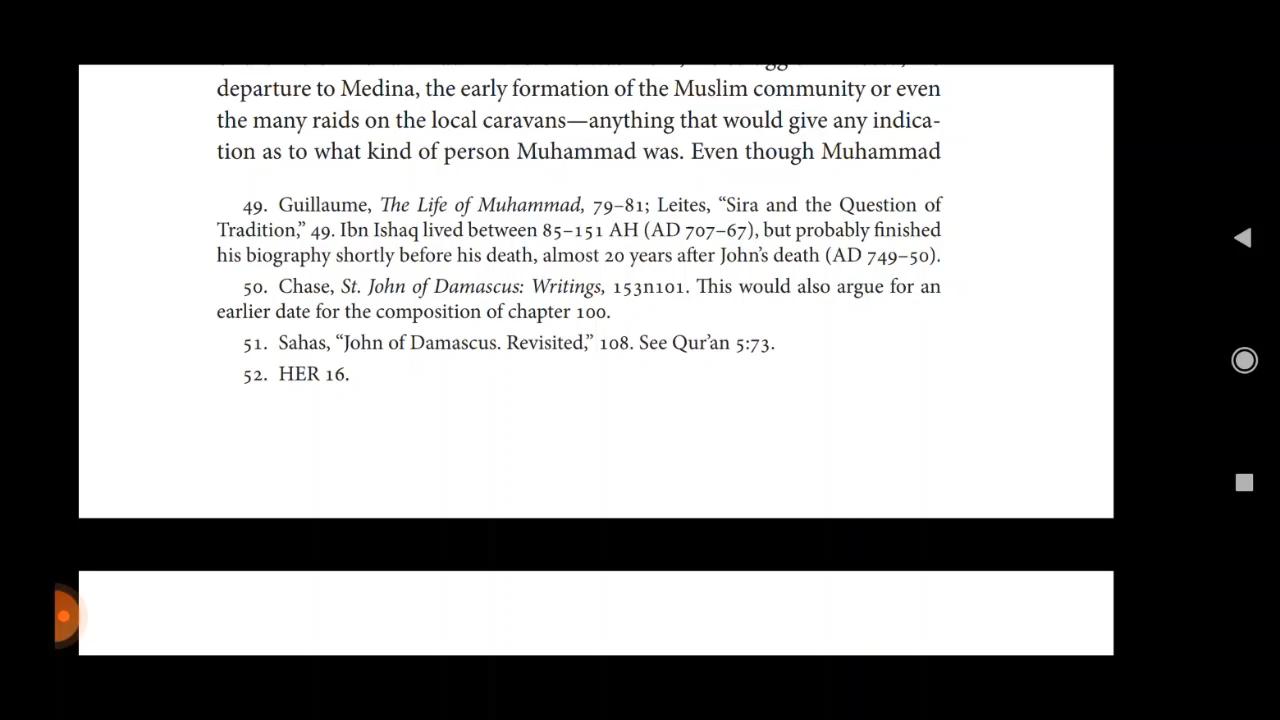 departure to Medina, the early formation of the Muslim community or even
the many raids on the local caravans—anything that would give any indica-
tion as to what kind of person Muhammad was. Even though Muhammad
49. Guillaume, The Life of Muhammad, 79–81; Leites, “Sira and the Question of
Tradition,” 49. Ibn Ishaq lived between 85–151 AH (AD 707–67), but probably finished
his biography shortly before his death, almost 20 years after John’s death (AD 749–50).
50. Chase, St. John of Damascus: Writings, 153n101. This would also argue for an
earlier date for the composition of chapter 100.
51. Sahas, “John of Damascus. Revisited,” 108. See Qur’an 5:73.
52. HER 16.